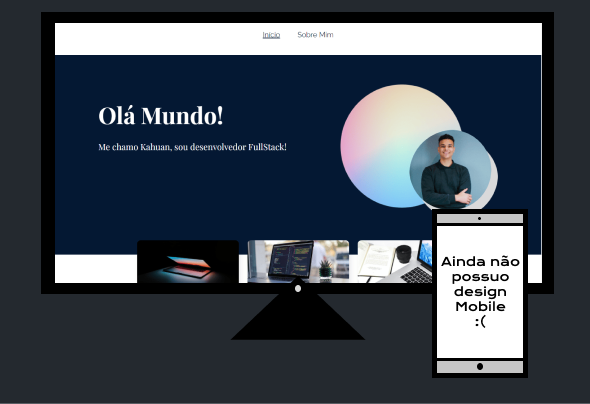 Início Sobre Mim
Olá Mundo!
Me chamo Kahuan, sou desenvolvedor FullStack!
Ainda não
possuo
design
Mobile
:(